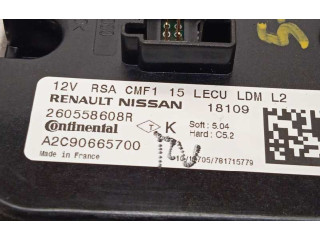 12V RSA CMF1 15 LECU LDM L2
RENAULT NISSAN 18109
260558608R
Continental K Soft : 5.04
Hard : C5.2
A2C90665700
Made in France /781715779